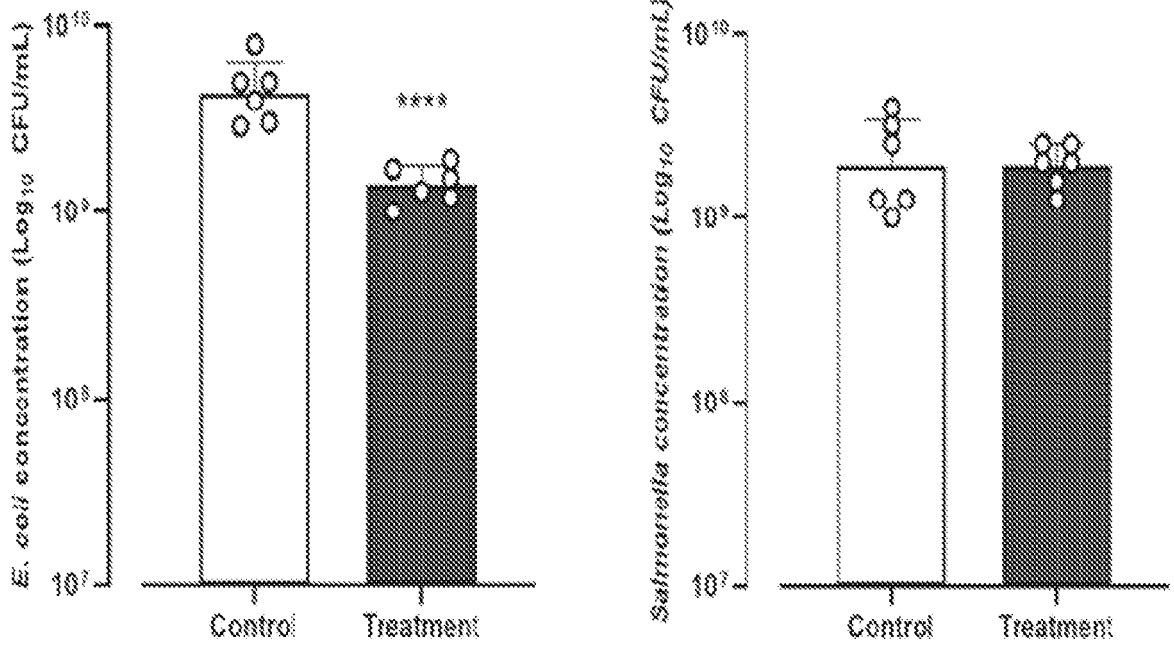 E. coli concontration (Log₁₀ CFU/mL)
10¹⁰
10⁹
10⁸
10⁷
Control
Treatment
****
Salmonella concentration (Log₁₀ CFU/mL)
10¹⁰
10⁹
10⁸
10⁷
Control
Treatment